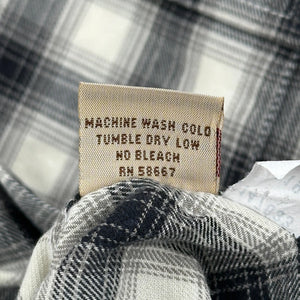 MACHINE WASH COLD
TUMBLE DRY LOW
NO BLEACH
RN 58667